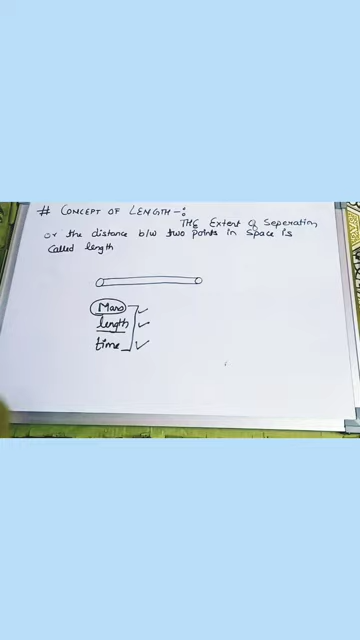 # CONCEPT OF LENGTH -:
THE Extent of Seperation
or the distance b/w two points in space is
called length
Mass
length
time